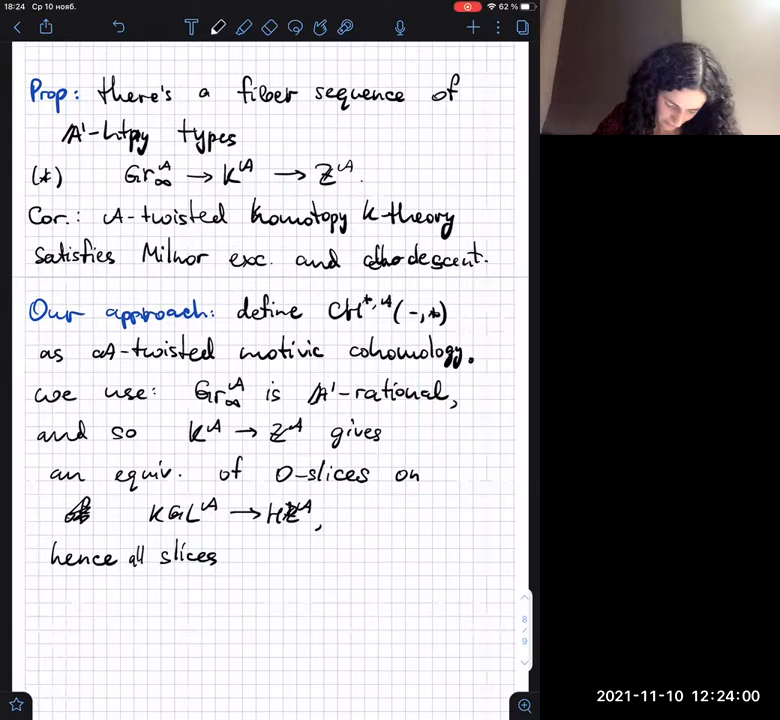 18:24 Ср 10 нояб.
62 %
Prop: there's a fiber sequence of
A¹-htpy types
(*) Gr∞^A → K^A → Z^A.
Cor.: A-twisted homotopy K-theory
satisfies Milnor exc. and cdh descent.
Our approach: define CH^{*,A}(-,*)
as A-twisted motivic cohomology.
we use: Gr∞^A is A¹-rational,
and so K^A → Z^A gives
an equiv. of 0-slices on
KGL^A → HZ^A,
hence all slices
8
/
9
2021-11-10 12:24:00